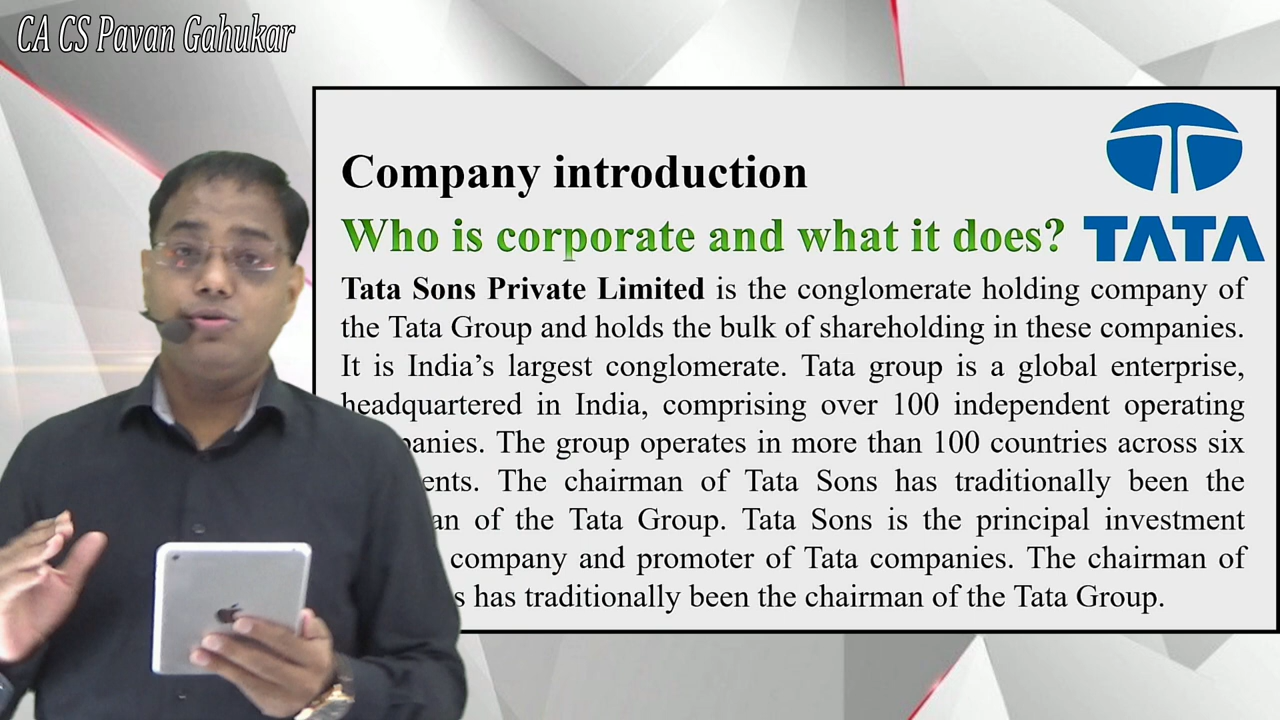 CA CS Pavan Gahukar
TATA
Company introduction
Who is corporate and what it does?
Tata Sons Private Limited is the conglomerate holding company of
the Tata Group and holds the bulk of shareholding in these companies.
It is India’s largest conglomerate. Tata group is a global enterprise,
headquartered in India, comprising over 100 independent operating
The group operates in more than 100 countries across six
The chairman of Tata Sons has traditionally been the
of the Tata Group. Tata Sons is the principal investment
company and promoter of Tata companies. The chairman of
has traditionally been the chairman of the Tata Group.